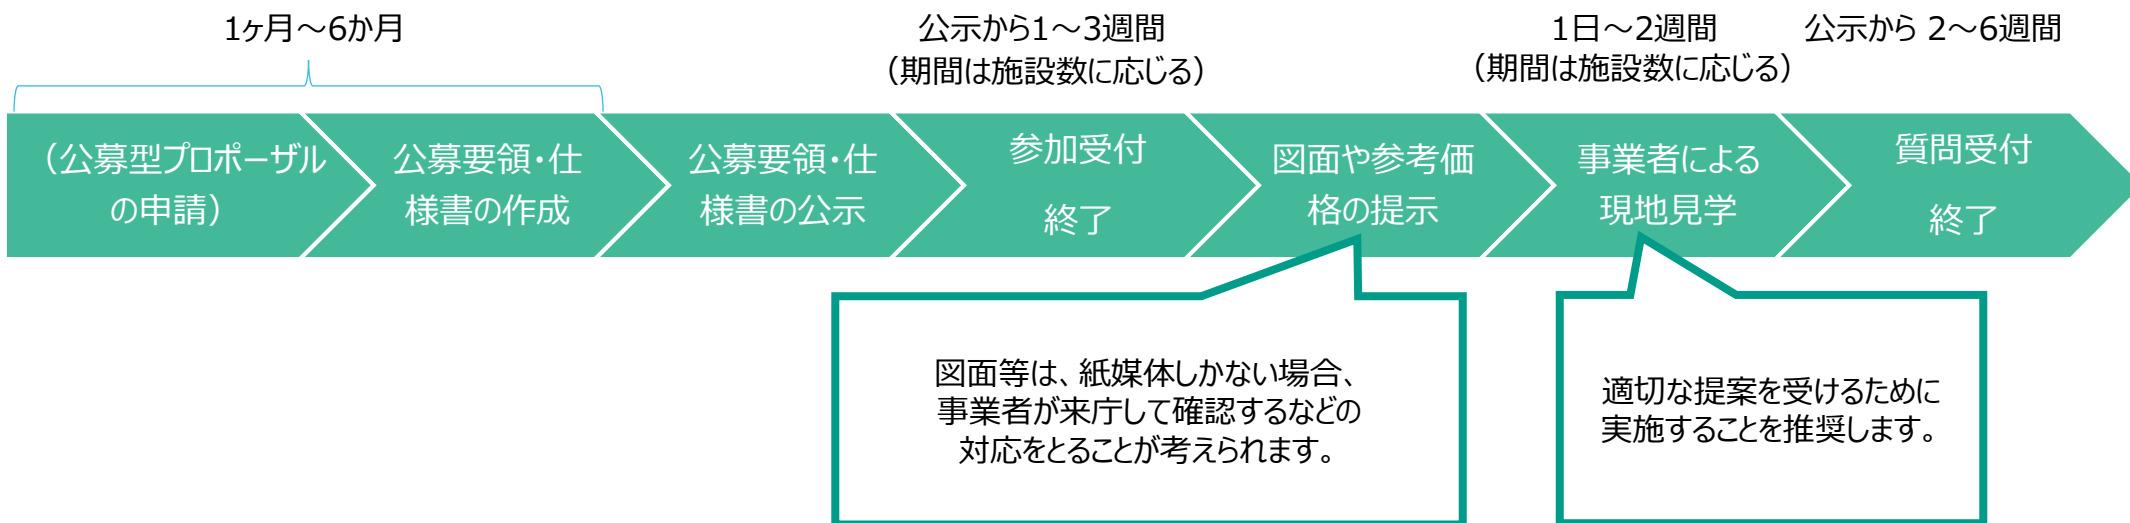 1ヶ月～6か月
公示から1～3週間
（期間は施設数に応じる）
1日～2週間
（期間は施設数に応じる）
公示から 2～6週間
（公募型プロポーザル
の申請）
公募要領・仕
様書の作成
公募要領・仕
様書の公示
参加受付
終了
図面や参考価
格の提示
事業者による
現地見学
質問受付
終了
図面等は、紙媒体しかない場合、
事業者が来庁して確認するなどの
対応をとることが考えられます。
適切な提案を受けるために
実施することを推奨します。